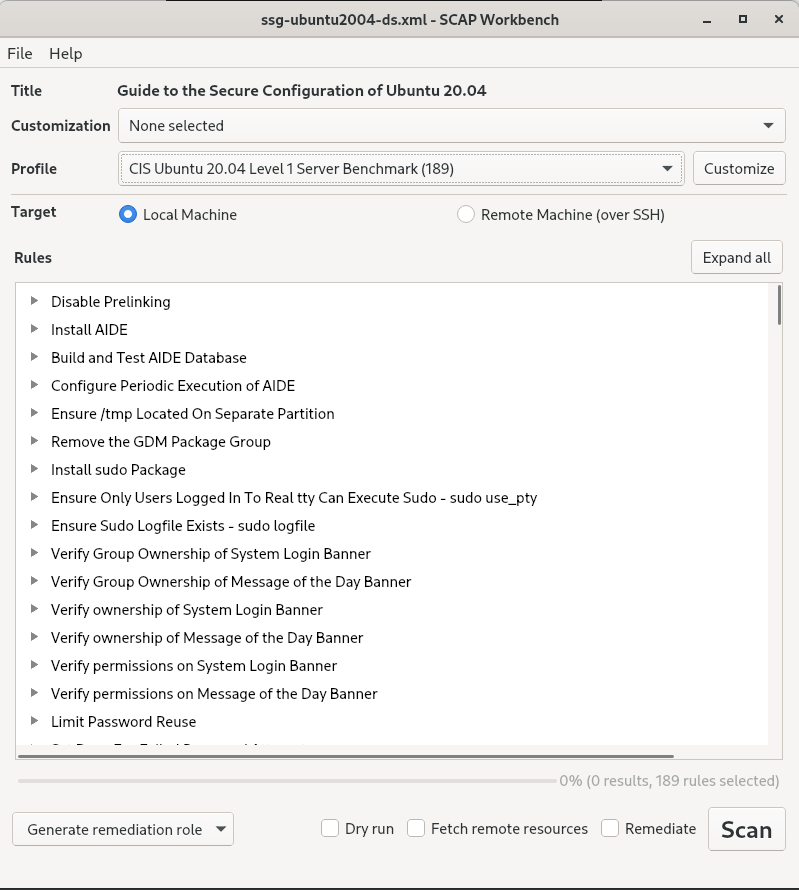 ssg-ubuntu2004-ds.xml - SCAP Workbench
File Help
Title Guide to the Secure Configuration of Ubuntu 20.04
Customization None selected
Profile CIS Ubuntu 20.04 Level 1 Server Benchmark (189) Customize
Target Local Machine Remote Machine (over SSH)
Rules Expand all
Disable Prelinking
Install AIDE
Build and Test AIDE Database
Configure Periodic Execution of AIDE
Ensure /tmp Located On Separate Partition
Remove the GDM Package Group
Install sudo Package
Ensure Only Users Logged In To Real tty Can Execute Sudo - sudo use_pty
Ensure Sudo Logfile Exists - sudo logfile
Verify Group Ownership of System Login Banner
Verify Group Ownership of Message of the Day Banner
Verify ownership of System Login Banner
Verify ownership of Message of the Day Banner
Verify permissions on System Login Banner
Verify permissions on Message of the Day Banner
Limit Password Reuse
0% (0 results, 189 rules selected)
Generate remediation role Dry run Fetch remote resources Remediate Scan